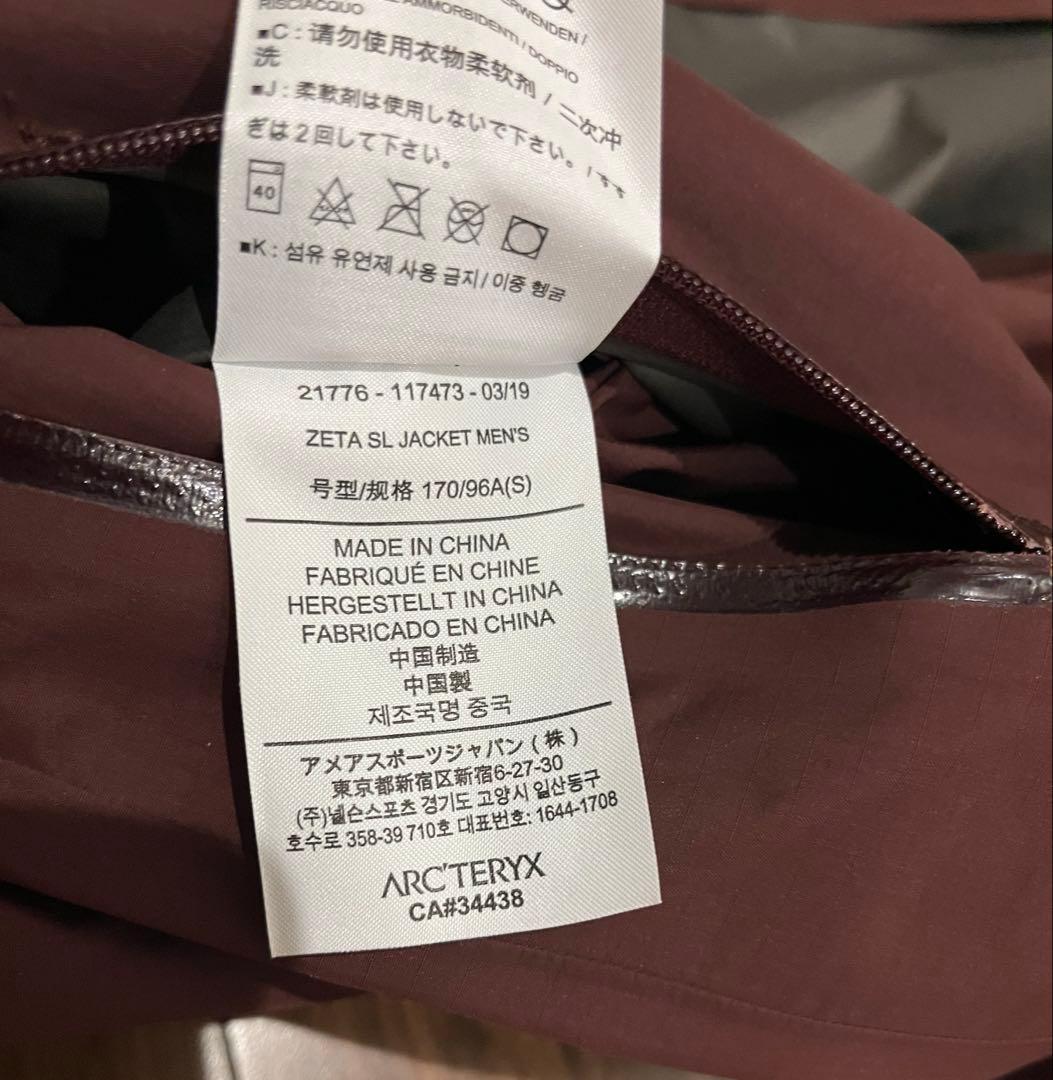 ERWENDEN /
AMMORBIDENTI / DOPPIO
RISCIACQUO
■C : 请勿使用衣物柔软剂 / 二次冲
洗
■J : 柔軟剤は使用しないで下さい。/ すす
ぎは2回して下さい。
40
■K : 섬유 유연제 사용 금지 / 이중 헹굼
21776 - 117473 - 03/19
ZETA SL JACKET MEN'S
号型/规格 170/96A(S)
MADE IN CHINA
FABRIQUÉ EN CHINE
HERGESTELLT IN CHINA
FABRICADO EN CHINA
中国制造
中国製
제조국명 중국
アメアスポーツジャパン ( 株 )
東京都新宿区新宿6-27-30
(주)넬슨스포츠 경기도 고양시 일산동구
호수로 358-39 710호 대표번호: 1644-1708
ARC'TERYX
CA#34438